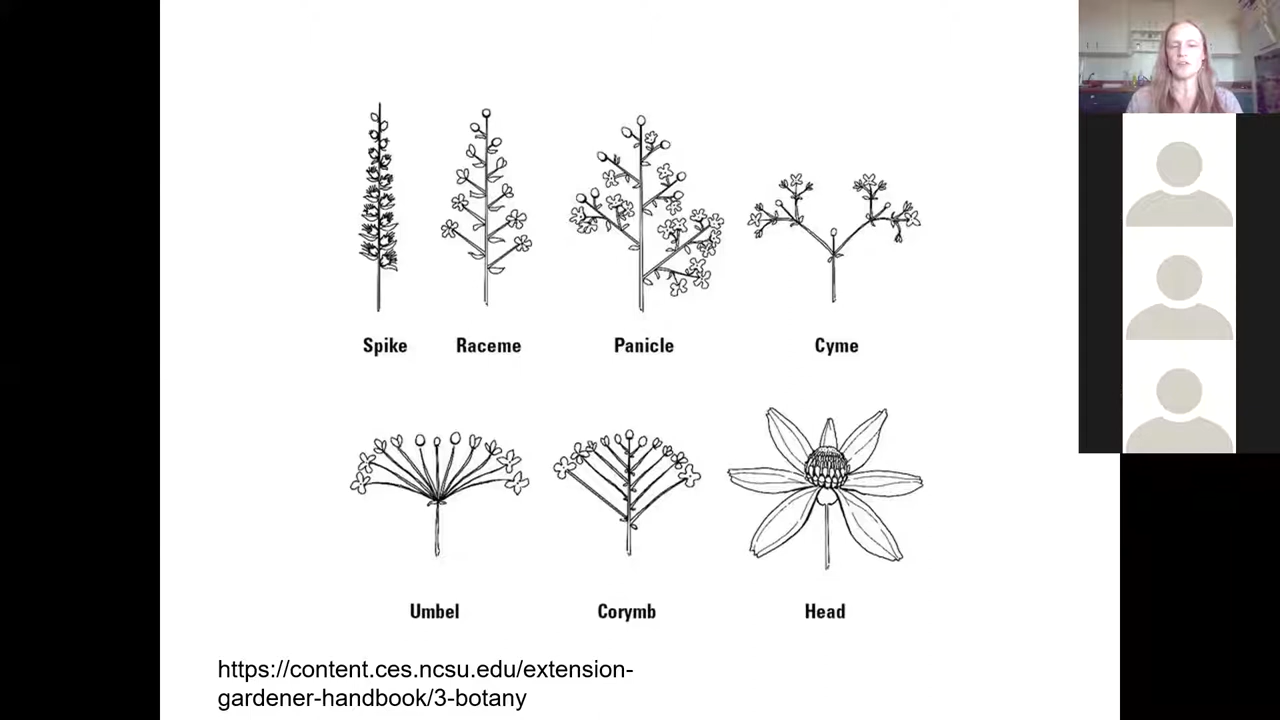 Spike Raceme Panicle Cyme
Umbel Corymb Head
https://content.ces.ncsu.edu/extension-
gardener-handbook/3-botany